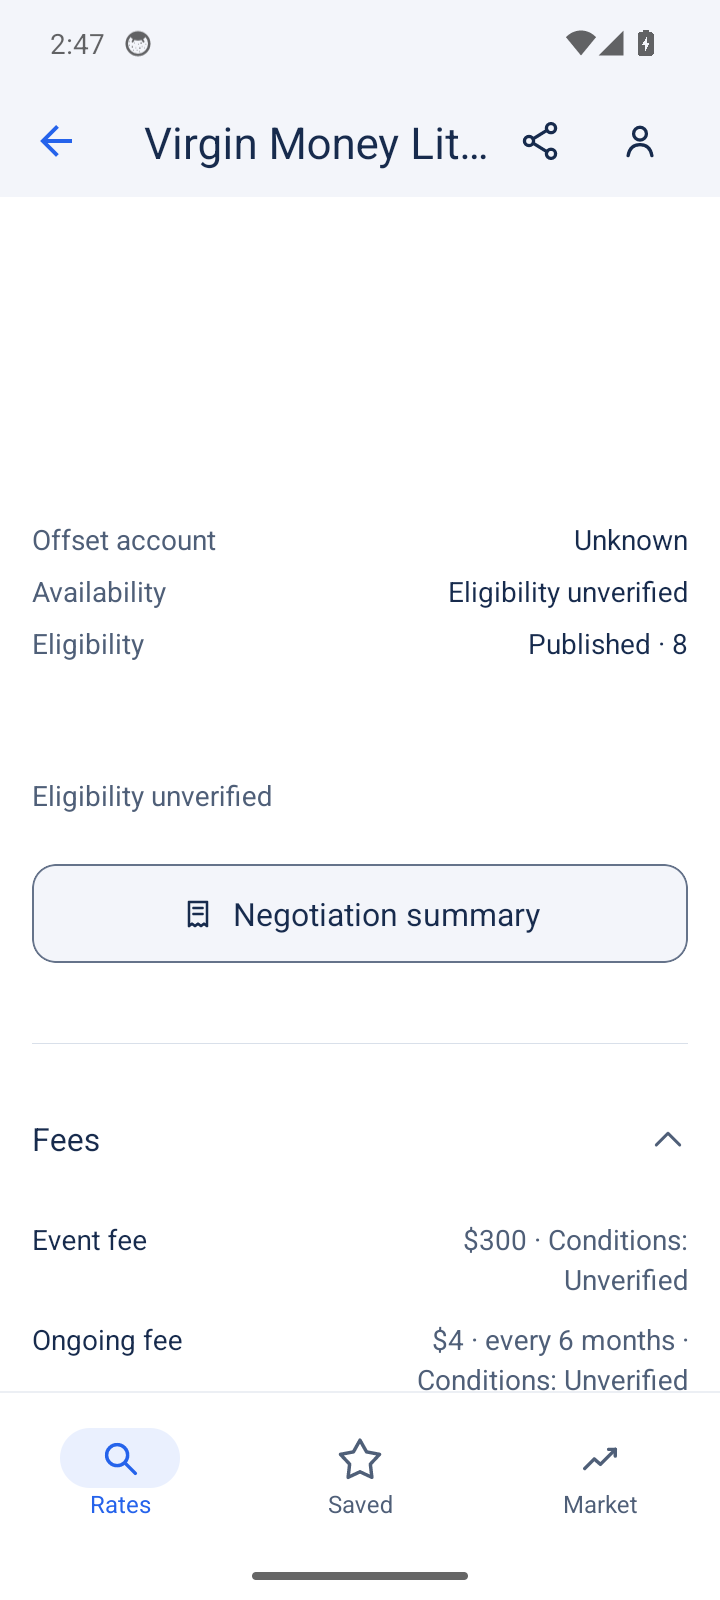 2:47
Virgin Money Lit...
Offset account Unknown
Availability Eligibility unverified
Eligibility Published · 8
Eligibility unverified
Negotiation summary
Fees
Event fee $300 · Conditions:
Unverified
Ongoing fee $4 · every 6 months ·
Conditions: Unverified
Rates Saved Market